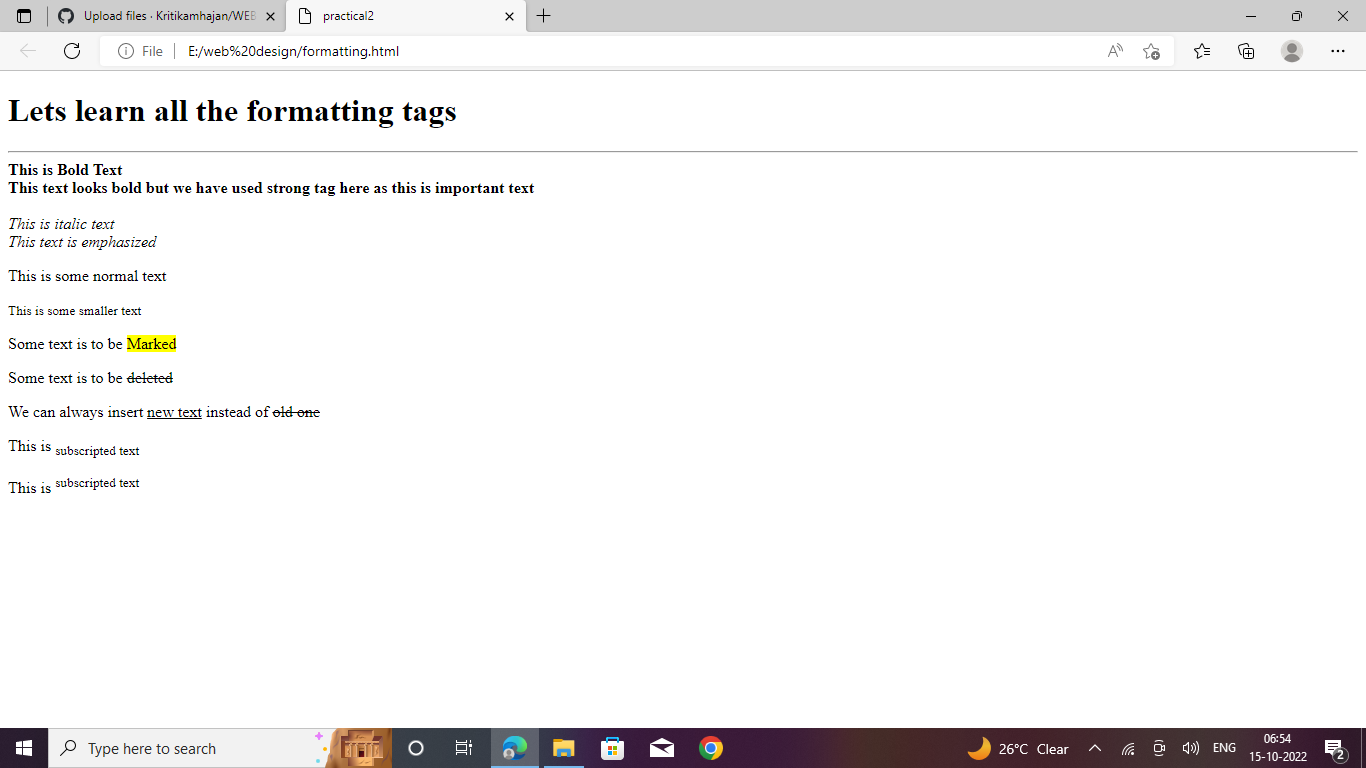 Upload files · Kritikamhajan/WEB
practical2
File
E:/web%20design/formatting.html
Lets learn all the formatting tags
This is Bold Text
This text looks bold but we have used strong tag here as this is important text
This is italic text
This text is emphasized
This is some normal text
This is some smaller text
Some text is to be Marked
Some text is to be deleted
We can always insert new text instead of old one
This is subscripted text
This is subscripted text
Type here to search
26°C Clear
ENG
06:54
15-10-2022
2